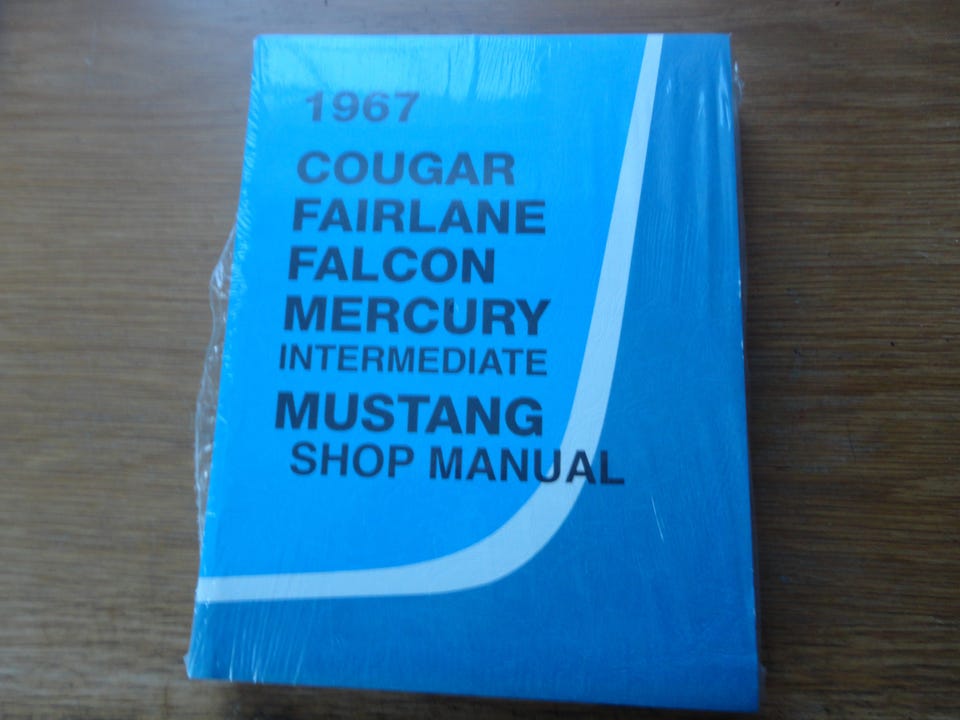 1967
COUGAR
FAIRLANE
FALCON
MERCURY
INTERMEDIATE
MUSTANG
SHOP MANUAL